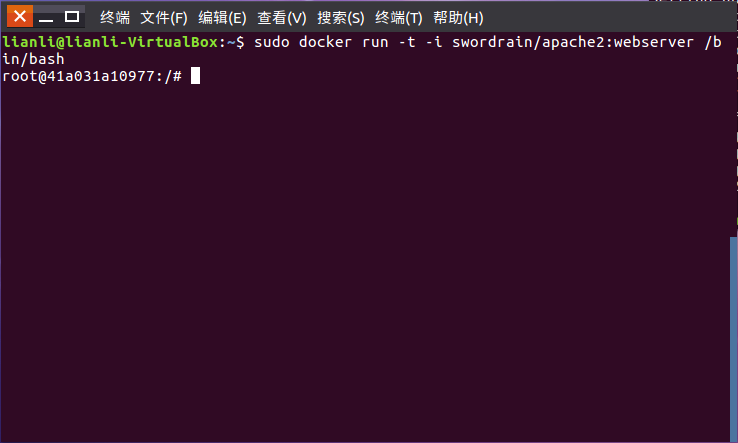 终端 文件(F) 编辑(E) 查看(V) 搜索(S) 终端(T) 帮助(H)
lianli@lianli-VirtualBox:~$ sudo docker run -t -i swordrain/apache2:webserver /b
in/bash
root@41a031a10977:/#